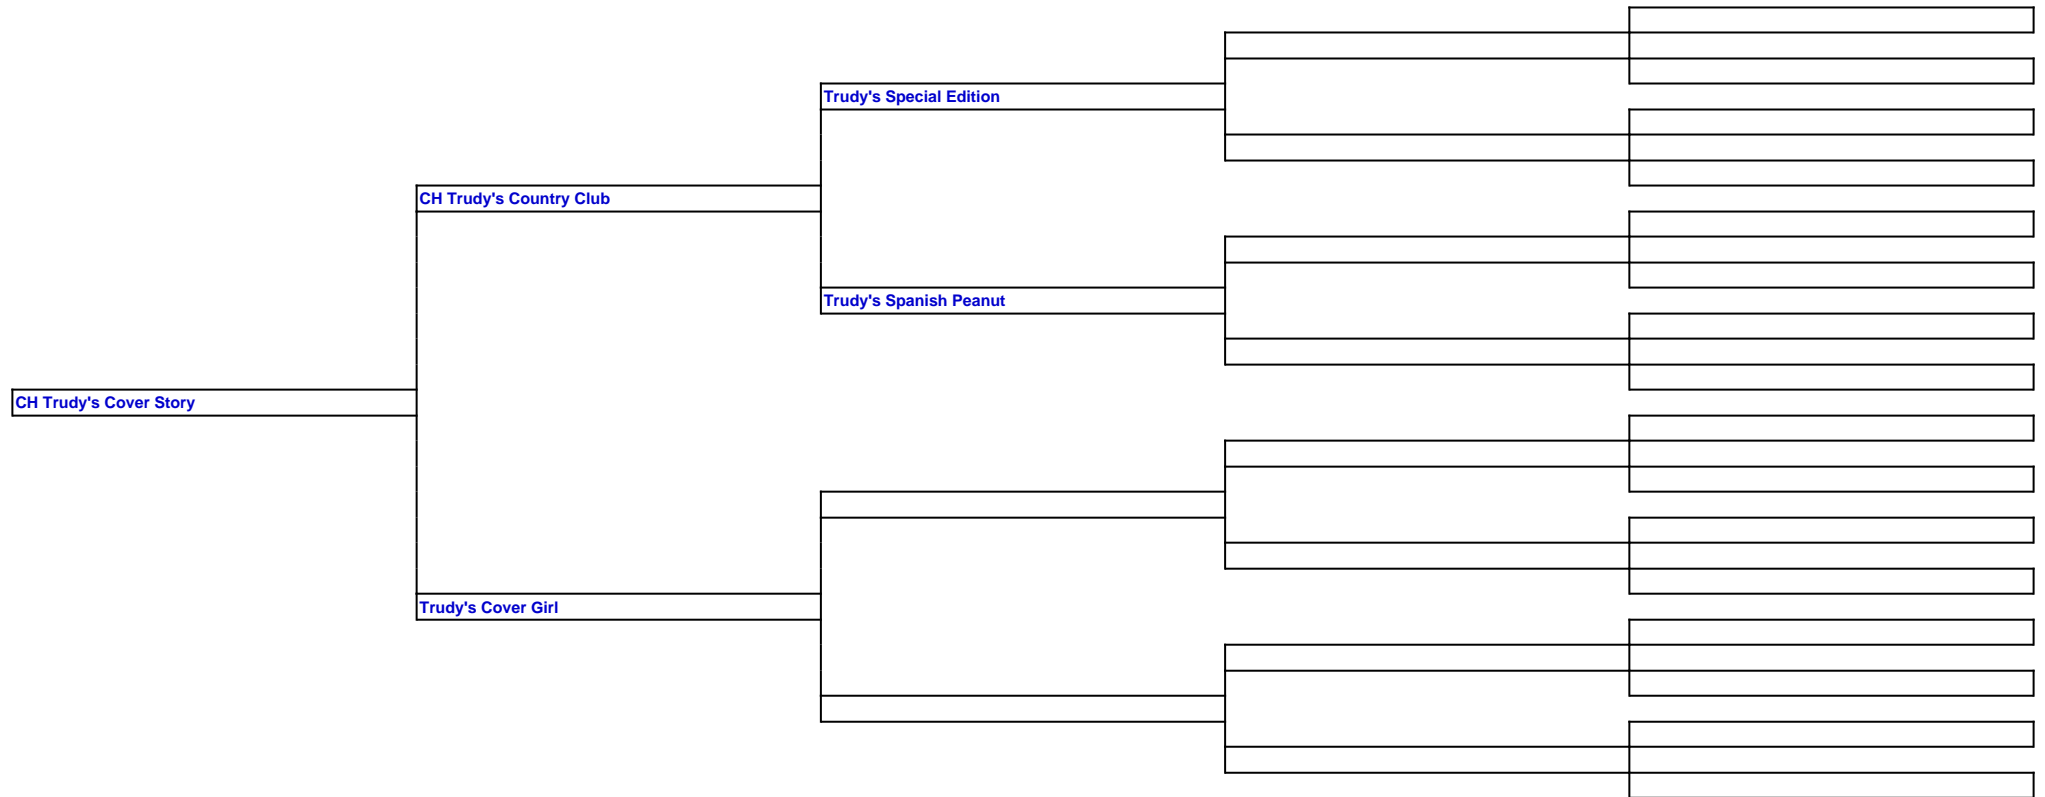 Trudy's Special Edition
CH Trudy's Country Club
Trudy's Spanish Peanut
CH Trudy's Cover Story
Trudy's Cover Girl